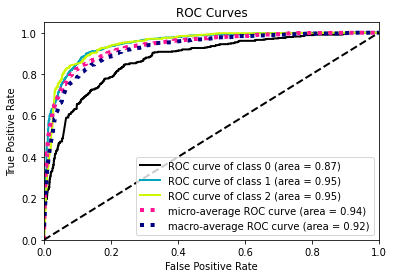 ROC Curves
True Positive Rate
1.0
0.8
0.6
0.4
0.2
0.0
ROC curve of class 0 (area = 0.87)
ROC curve of class 1 (area = 0.95)
ROC curve of class 2 (area = 0.95)
micro-average ROC curve (area = 0.94)
macro-average ROC curve (area = 0.92)
0.0 0.2 0.4 0.6 0.8 1.0
False Positive Rate